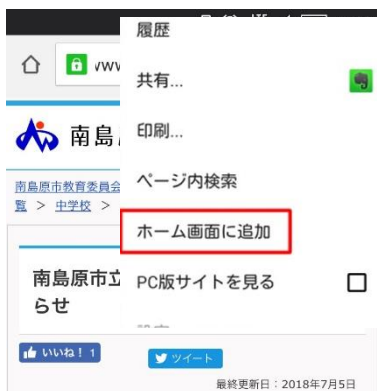 履歴
www
共有...
印刷...
南島
南島原市教育委員会
ページ内検索
覧 > 中学校 >
ホーム画面に追加
南島原市立
PC版サイトを見る
らせ
いいね！ 1
ツイート
最終更新日：2018年7月5日